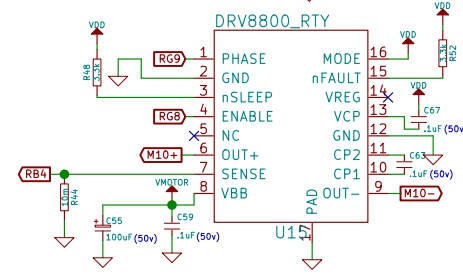 DRV8800_RTY
VDD
VDD
VDD
RG9
1
PHASE
MODE
16
2
GND
nFAULT
15
3.3k
R52
R48
3.3k
3
nSLEEP
VREG
14
VDD
RG8
4
ENABLE
VCP
13
C67
.1uF(50v)
5
NC
GND
12
M10+
6
OUT+
CP2
11
C63
.1uF(50v)
RB4
7
SENSE
CP1
10
VMOTOR
8
VBB
OUT-
9
M10-
10m
R44
PAD
17
C55
100uF(50v)
C59
.1uF(50v)